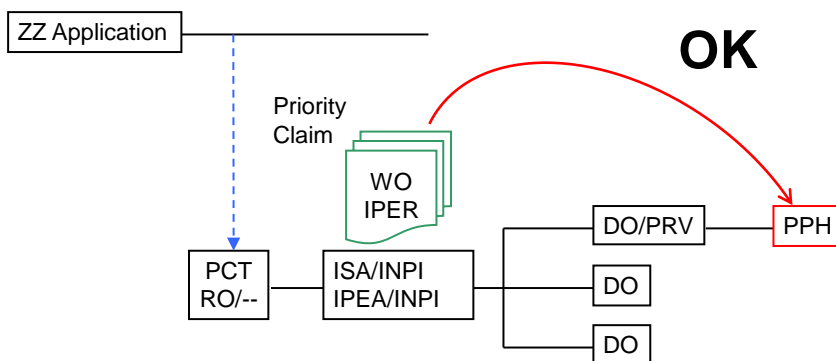 ZZ Application
OK
Priority
Claim
WO
IPER
DO/PRV
PPH
PCT
RO/--
ISA/INPI
IPEA/INPI
DO
DO